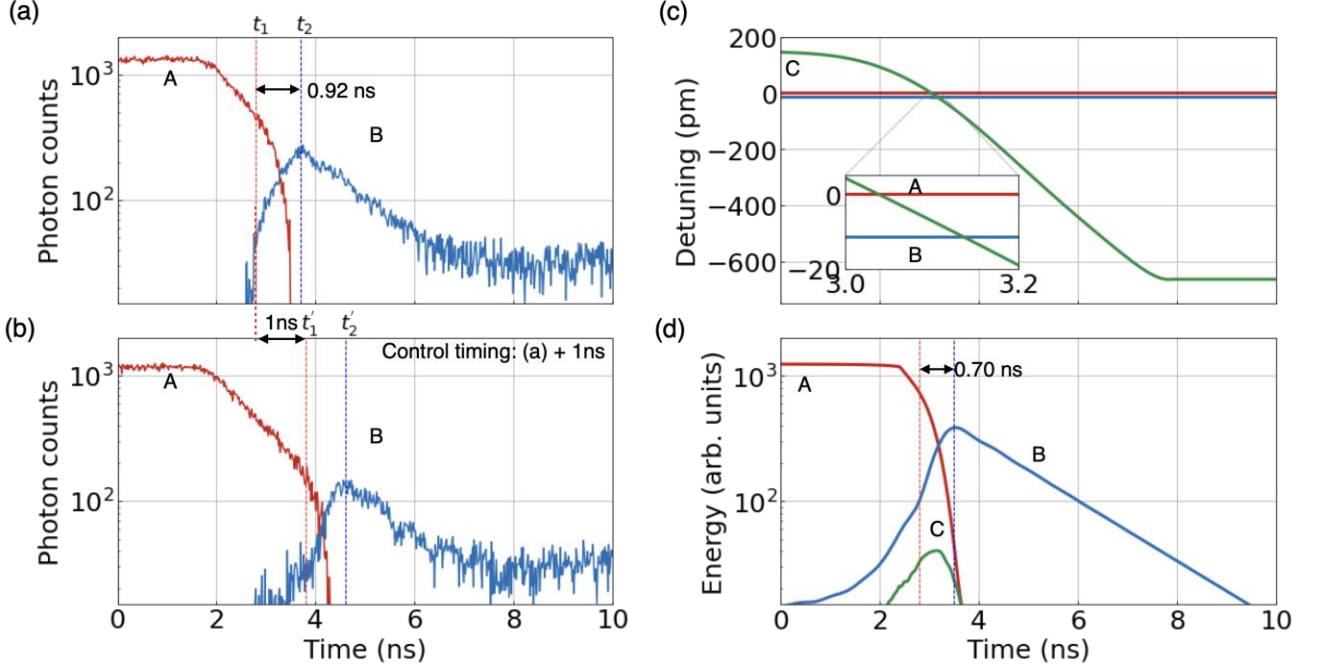 (a)
t1 t2
10^3
10^2
Photon counts
A
0.92 ns
B
(b)
1ns t'1 t'2
Control timing: (a) + 1ns
10^3
10^2
Photon counts
A
B
0 2 4 6 8 10
Time (ns)
(c)
200
0
−200
−400
−600
Detuning (pm)
C
0
−20
A
B
3.0 3.2
(d)
10^3
10^2
Energy (arb. units)
0.70 ns
A
B
C
0 2 4 6 8 10
Time (ns)